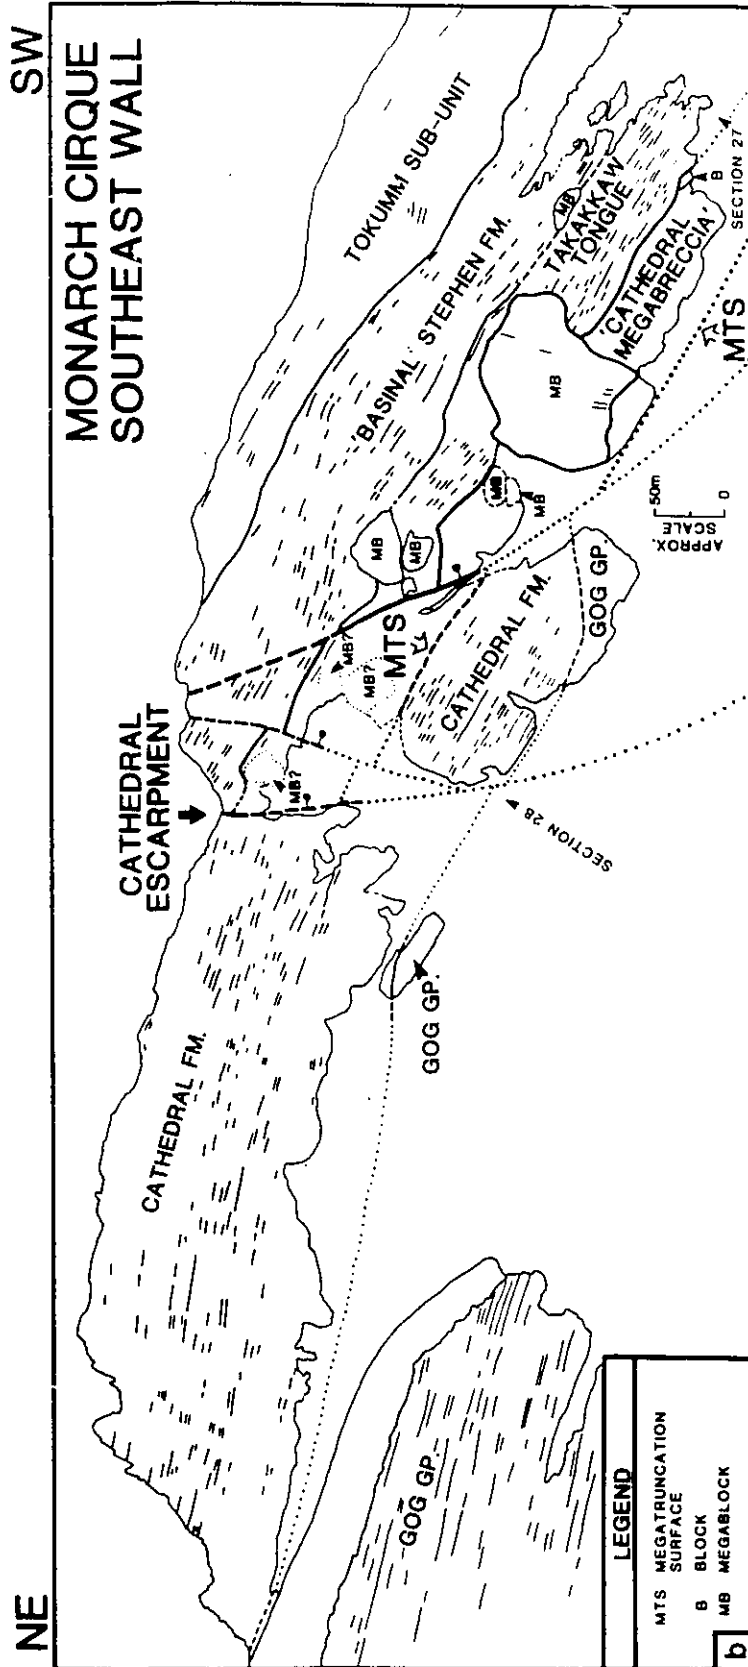 NE
SW
MONARCH CIRQUE
SOUTHEAST WALL
CATHEDRAL
ESCARPMENT
TOKUMM SUB-UNIT
'BASINAL' STEPHEN FM.
TAKAKKAW
TONGUE
'CATHEDRAL
MEGABRECCIA'
MB
MB
MB
MB
MB
MB
MB?
MB?
MB?
MTS
MTS
B
SECTION 27
CATHEDRAL FM.
CATHEDRAL FM.
GOG GP.
GOG GP.
GOG GP.
SECTION 28
APPROX.
SCALE
50m
0
LEGEND
MTS MEGATRUNCATION
SURFACE
B BLOCK
MB MEGABLOCK
b